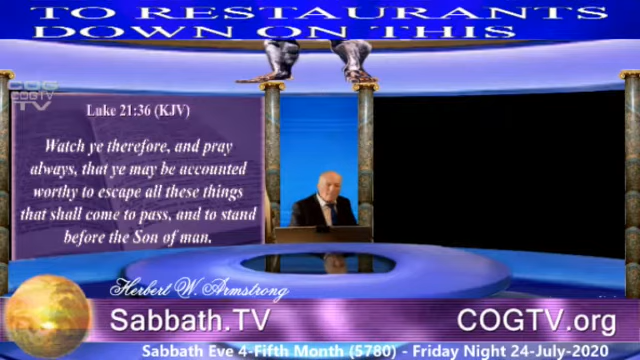 TO RESTAURANTS
DOWN ON THIS
COG
COGTV
TV
Luke 21:36 (KJV)
Watch ye therefore, and pray
always, that ye may be accounted
worthy to escape all these things
that shall come to pass, and to stand
before the Son of man.
Herbert W. Armstrong
Sabbath.TV
COGTV.org
Sabbath Eve 4-Fifth Month (5780) - Friday Night 24-July-2020